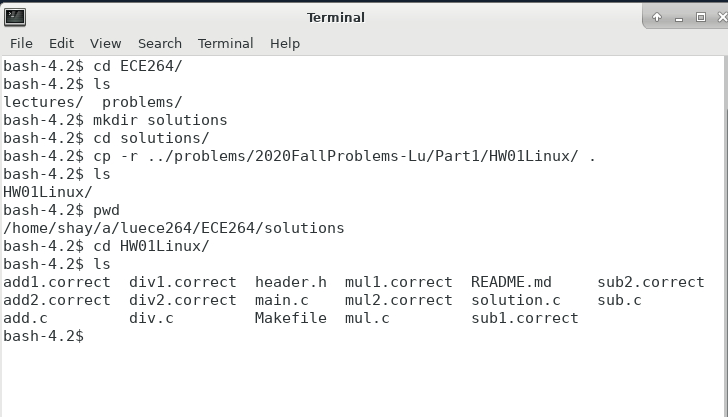 Terminal
File Edit View Search Terminal Help
bash-4.2$ cd ECE264/
bash-4.2$ ls
lectures/  problems/
bash-4.2$ mkdir solutions
bash-4.2$ cd solutions/
bash-4.2$ cp -r ../problems/2020FallProblems-Lu/Part1/HW01Linux/ .
bash-4.2$ ls
HW01Linux/
bash-4.2$ pwd
/home/shay/a/luece264/ECE264/solutions
bash-4.2$ cd HW01Linux/
bash-4.2$ ls
add1.correct  div1.correct  header.h  mul1.correct  README.md     sub2.correct
add2.correct  div2.correct  main.c    mul2.correct  solution.c    sub.c
add.c         div.c         Makefile  mul.c         sub1.correct
bash-4.2$